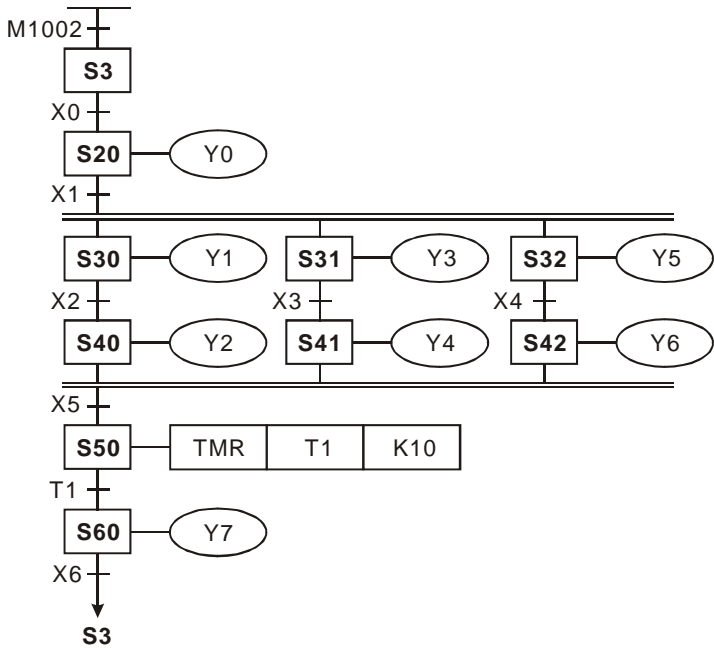 M1002
S3
X0
S20 Y0
X1
S30 Y1 S31 Y3 S32 Y5
X2 X3 X4
S40 Y2 S41 Y4 S42 Y6
X5
S50 TMR T1 K10
T1
S60 Y7
X6
S3